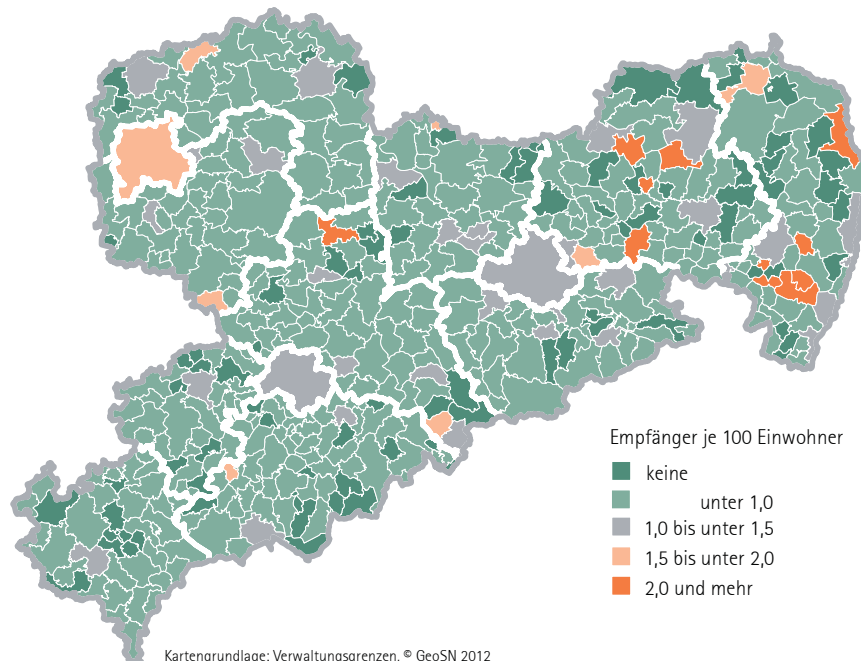 Empfänger je 100 Einwohner
keine
unter 1,0
1,0 bis unter 1,5
1,5 bis unter 2,0
2,0 und mehr
Kartengrundlage: Verwaltungsgrenzen, © GeoSN 2012